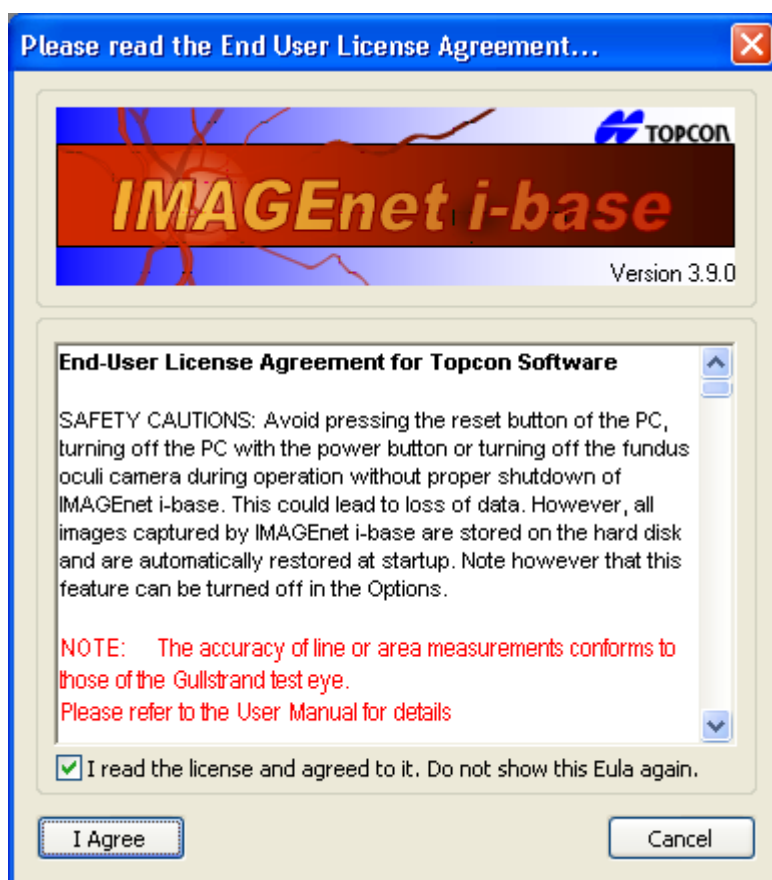 Please read the End User License Agreement...
TOPCON
IMAGEnet i-base
Version 3.9.0
End-User License Agreement for Topcon Software
SAFETY CAUTIONS: Avoid pressing the reset button of the PC,
turning off the PC with the power button or turning off the fundus
oculi camera during operation without proper shutdown of
IMAGEnet i-base. This could lead to loss of data. However, all
images captured by IMAGEnet i-base are stored on the hard disk
and are automatically restored at startup. Note however that this
feature can be turned off in the Options.
NOTE: The accuracy of line or area measurements conforms to
those of the Gullstrand test eye.
Please refer to the User Manual for details
I read the license and agreed to it. Do not show this Eula again.
I Agree
Cancel